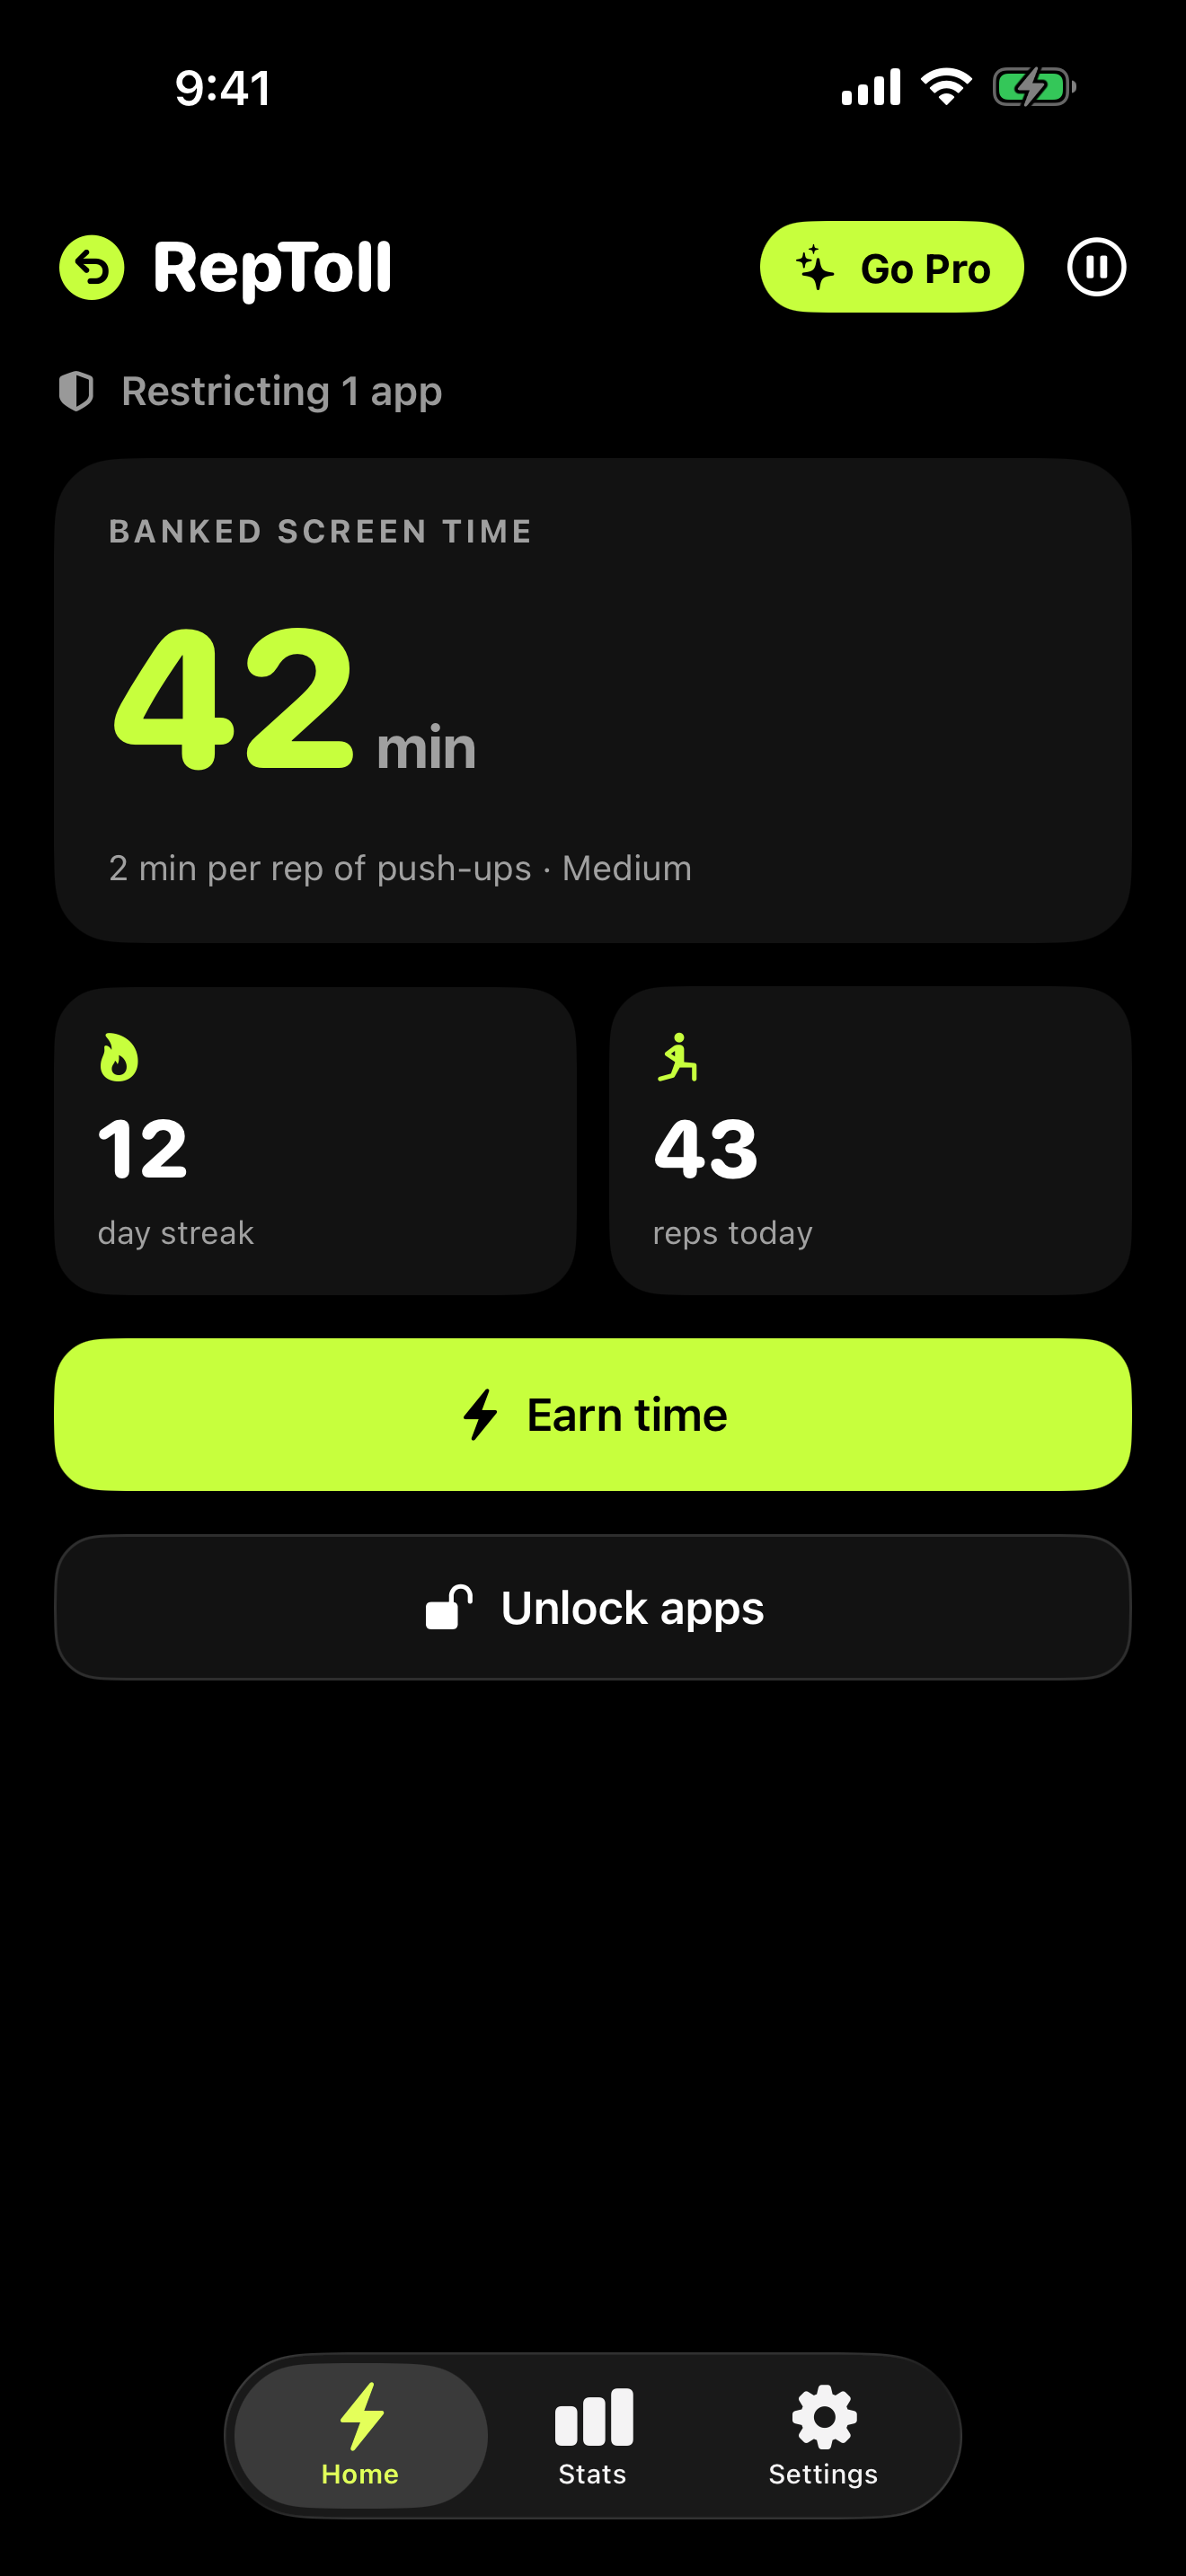 9:41
RepToll
Go Pro
Restricting 1 app
BANKED SCREEN TIME
42 min
2 min per rep of push-ups · Medium
12
day streak
43
reps today
Earn time
Unlock apps
Home
Stats
Settings